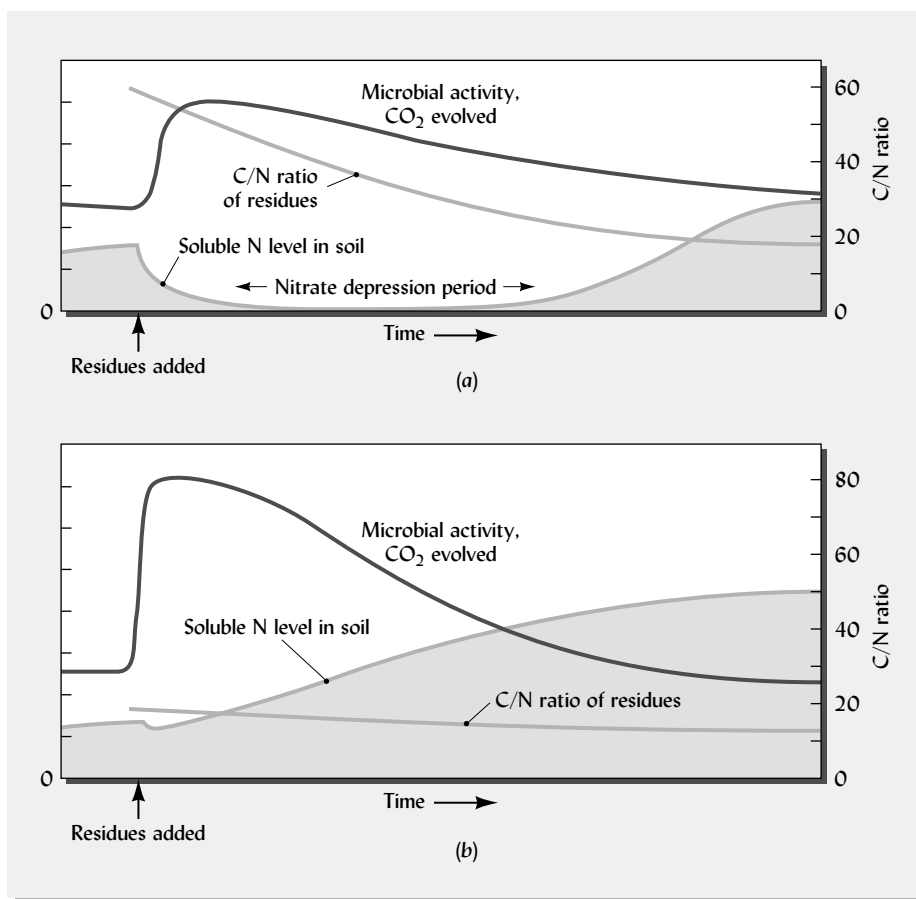 Microbial activity,
CO2 evolved
C/N ratio
of residues
Soluble N level in soil
Nitrate depression period
60
40
20
0
C/N ratio
0
Time
Residues added
(a)
80
60
40
20
0
C/N ratio
Microbial activity,
CO2 evolved
Soluble N level in soil
C/N ratio of residues
0
Time
Residues added
(b)